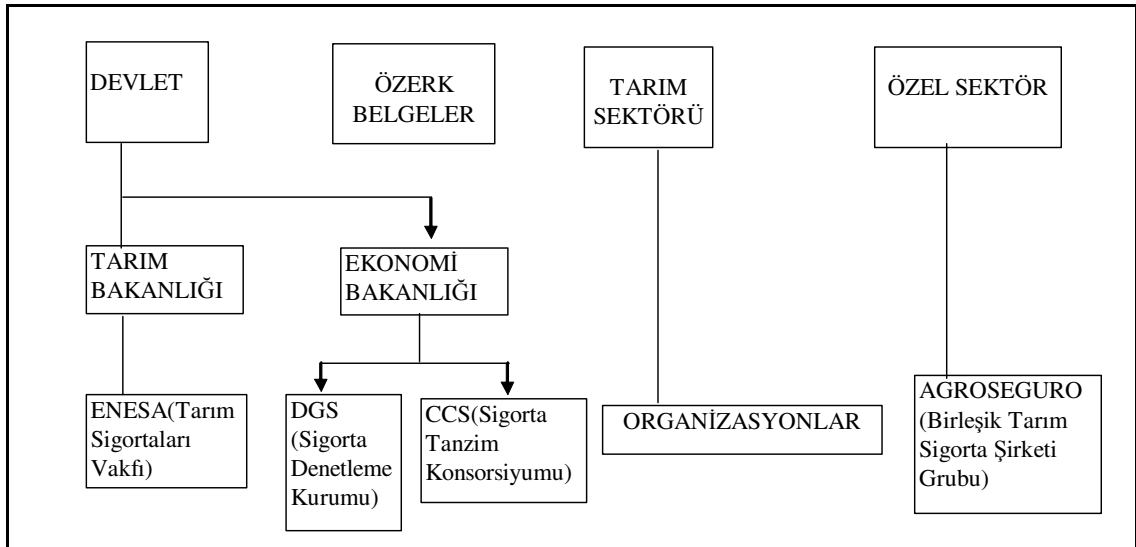 DEVLET
ÖZERK
BELGELER
TARIM
SEKTÖRÜ
ÖZEL SEKTÖR
TARIM
BAKANLIĞI
EKONOMİ
BAKANLIĞI
ENESA(Tarım
Sigortaları
Vakfı)
DGS
(Sigorta
Denetleme
Kurumu)
CCS(Sigorta
Tanzim
Konsorsiyumu)
ORGANİZASYONLAR
AGROSEGURO
(Birleşik Tarım
Sigorta Şirketi
Grubu)